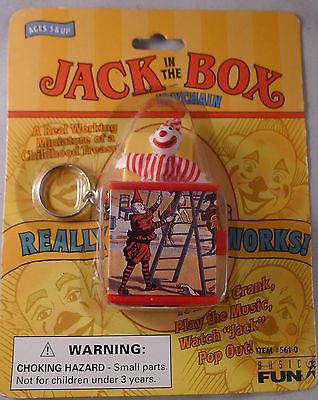 AGES 5 & UP
JACK IN THE BOX
KEYCHAIN
A Real Working
Miniature of a
Childhood Treasure
REALLY WORKS!
Crank,
Play the Music,
Watch "Jack"
Pop Out!
ITEM #561-0
BASIC
FUN
WARNING:
CHOKING HAZARD - Small parts.
Not for children under 3 years.